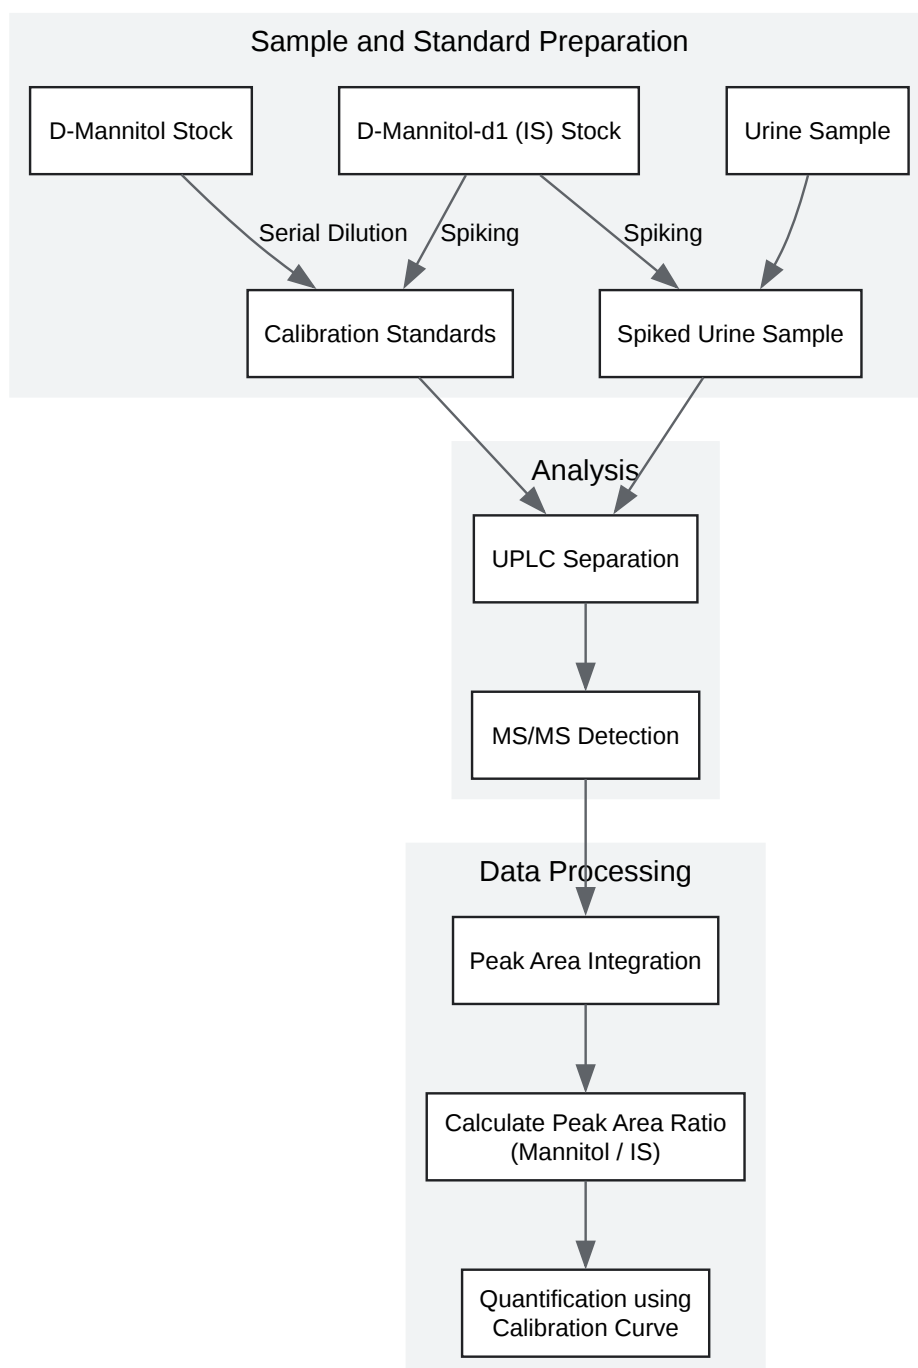 Sample and Standard Preparation
D-Mannitol Stock
D-Mannitol-d1 (IS) Stock
Urine Sample
Serial Dilution
Spiking
Spiking
Calibration Standards
Spiked Urine Sample
Analysis
UPLC Separation
MS/MS Detection
Data Processing
Peak Area Integration
Calculate Peak Area Ratio
(Mannitol / IS)
Quantification using
Calibration Curve